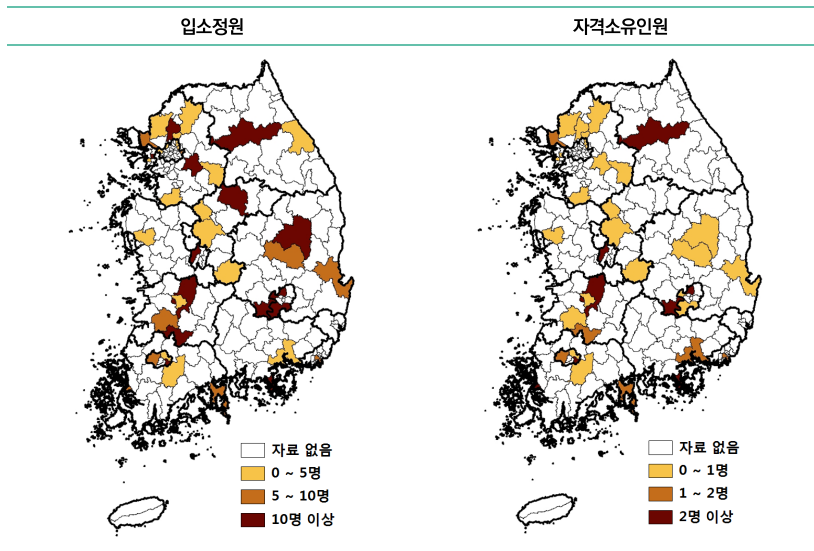 입소정원
자격소유인원
자료 없음
0 ~ 5명
5 ~ 10명
10명 이상
자료 없음
0 ~ 1명
1 ~ 2명
2명 이상